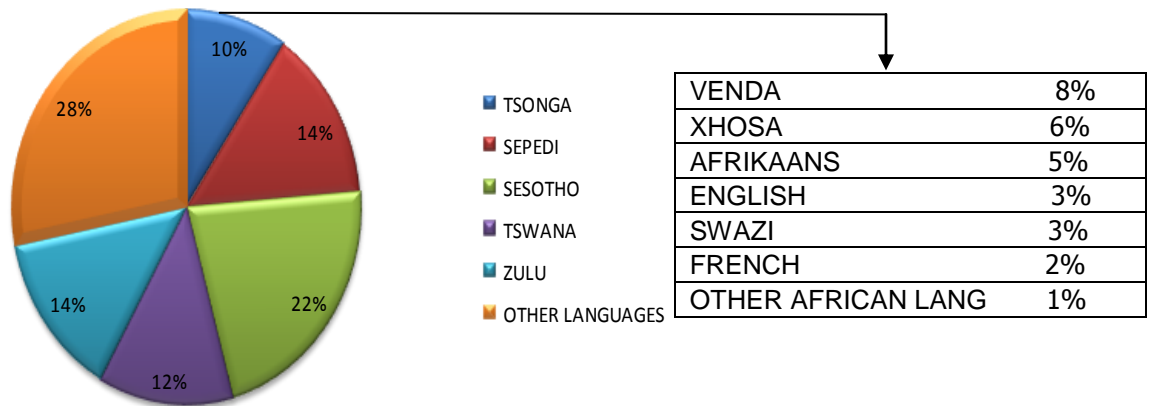 10%
14%
22%
12%
14%
28%
TSONGA
SEPEDI
SESOTHO
TSWANA
ZULU
OTHER LANGUAGES
VENDA 8%
XHOSA 6%
AFRIKAANS 5%
ENGLISH 3%
SWAZI 3%
FRENCH 2%
OTHER AFRICAN LANG 1%